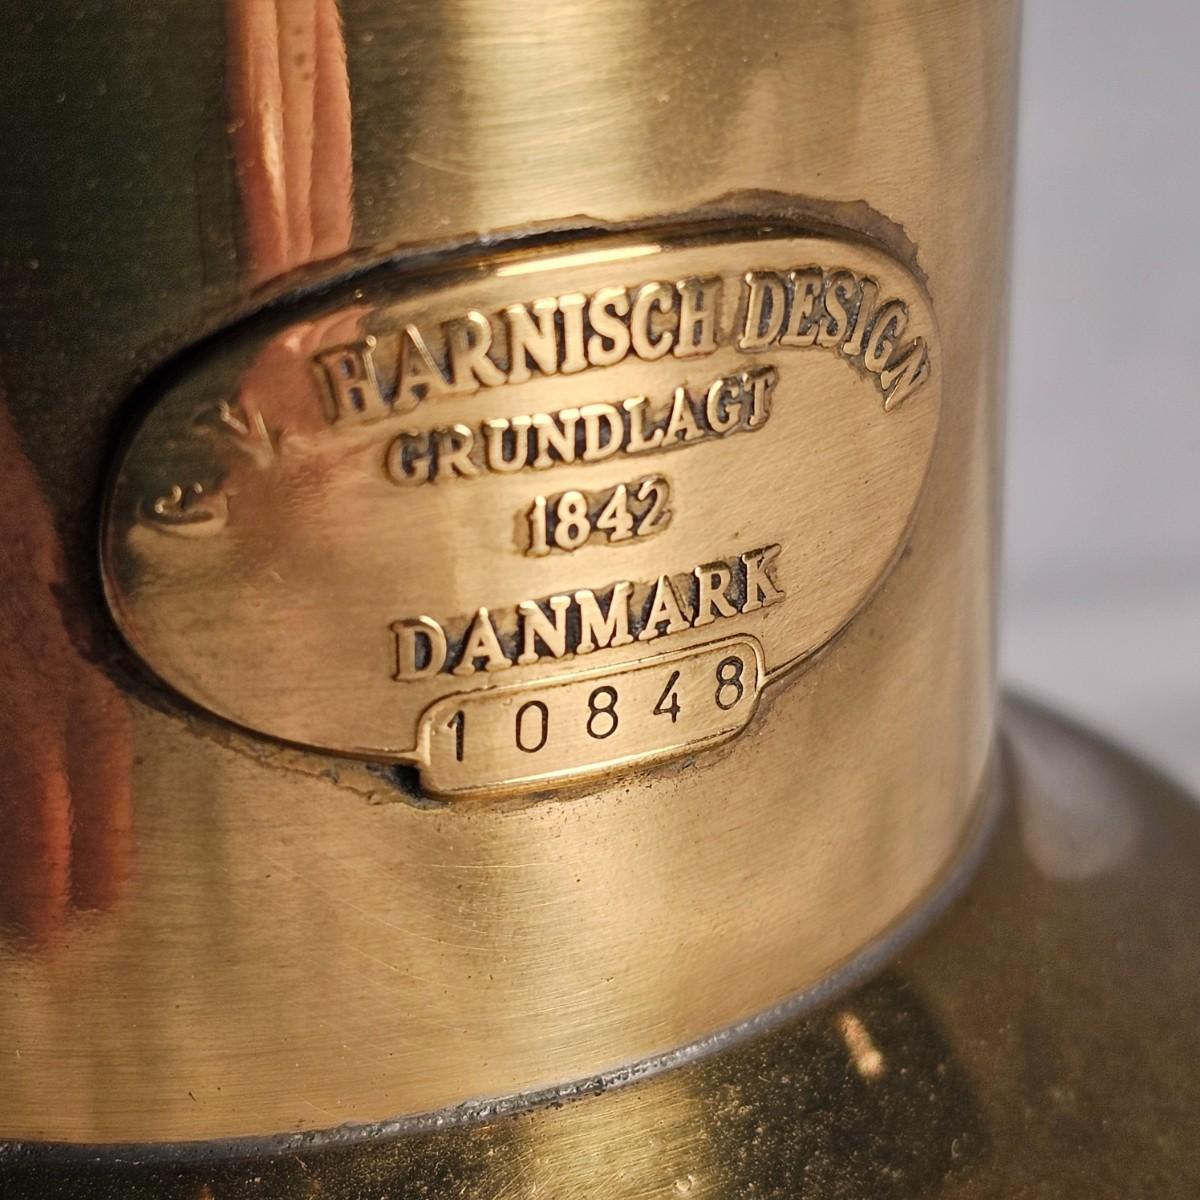 G. V. HARNISCH DESIGN
GRUNDLAGT
1842
DANMARK
10848